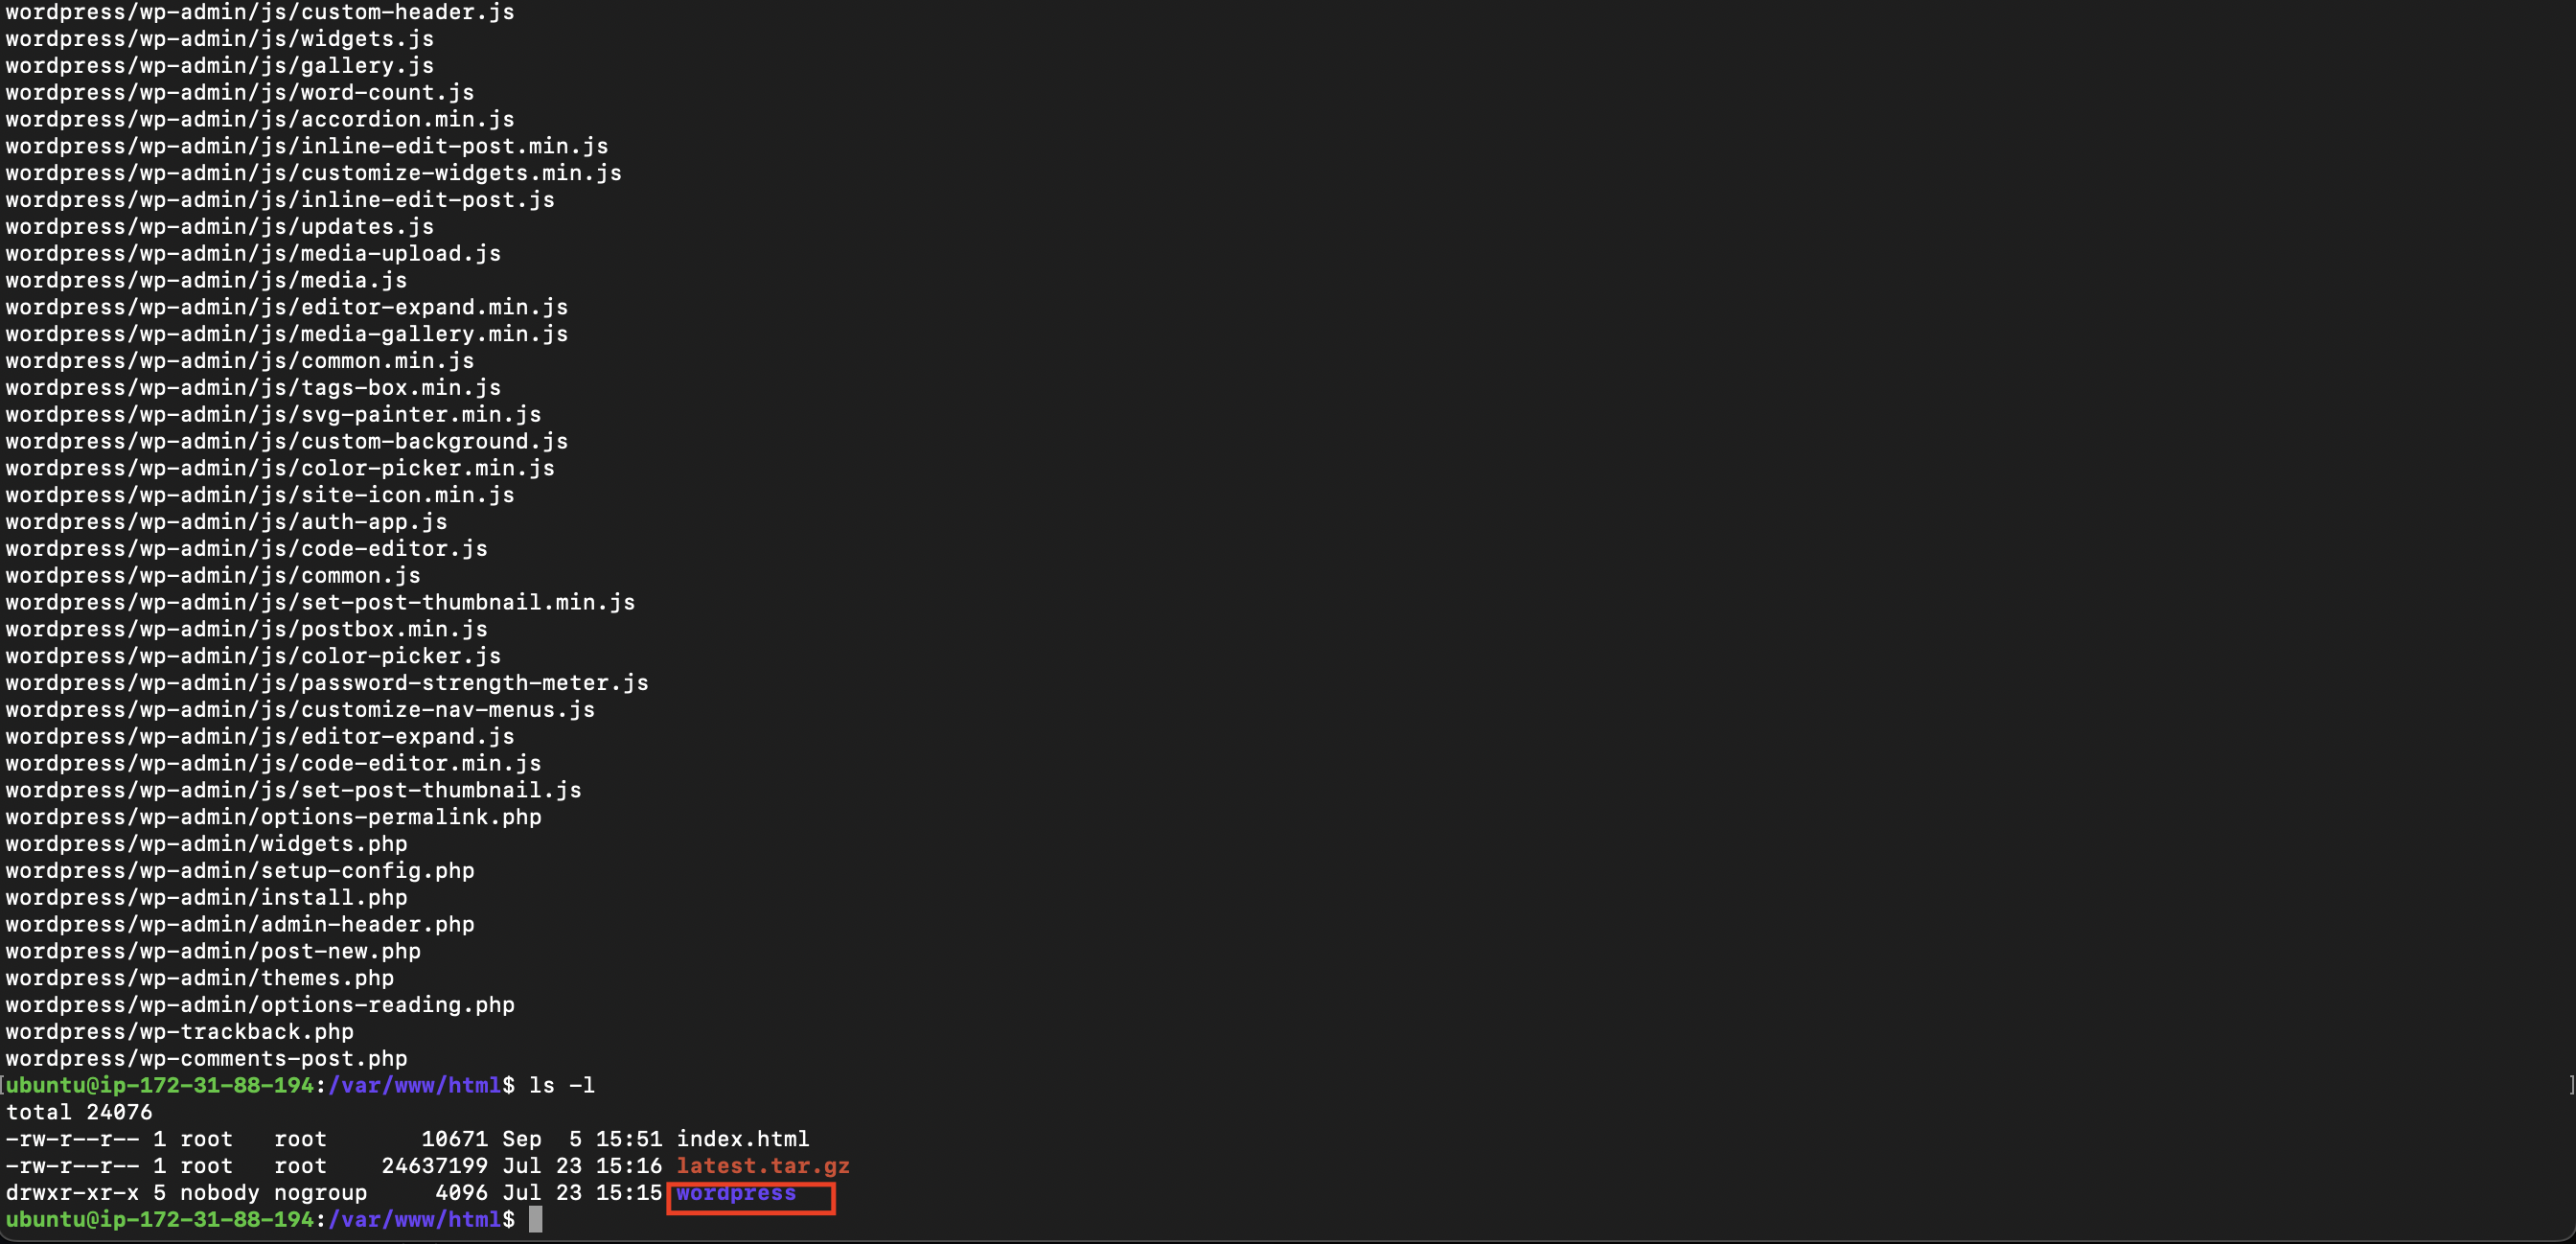 wordpress/wp-admin/js/custom-header.js
wordpress/wp-admin/js/widgets.js
wordpress/wp-admin/js/gallery.js
wordpress/wp-admin/js/word-count.js
wordpress/wp-admin/js/accordion.min.js
wordpress/wp-admin/js/inline-edit-post.min.js
wordpress/wp-admin/js/customize-widgets.min.js
wordpress/wp-admin/js/inline-edit-post.js
wordpress/wp-admin/js/updates.js
wordpress/wp-admin/js/media-upload.js
wordpress/wp-admin/js/media.js
wordpress/wp-admin/js/editor-expand.min.js
wordpress/wp-admin/js/media-gallery.min.js
wordpress/wp-admin/js/common.min.js
wordpress/wp-admin/js/tags-box.min.js
wordpress/wp-admin/js/svg-painter.min.js
wordpress/wp-admin/js/custom-background.js
wordpress/wp-admin/js/color-picker.min.js
wordpress/wp-admin/js/site-icon.min.js
wordpress/wp-admin/js/auth-app.js
wordpress/wp-admin/js/code-editor.js
wordpress/wp-admin/js/common.js
wordpress/wp-admin/js/set-post-thumbnail.min.js
wordpress/wp-admin/js/postbox.min.js
wordpress/wp-admin/js/color-picker.js
wordpress/wp-admin/js/password-strength-meter.js
wordpress/wp-admin/js/customize-nav-menus.js
wordpress/wp-admin/js/editor-expand.js
wordpress/wp-admin/js/code-editor.min.js
wordpress/wp-admin/js/set-post-thumbnail.js
wordpress/wp-admin/options-permalink.php
wordpress/wp-admin/widgets.php
wordpress/wp-admin/setup-config.php
wordpress/wp-admin/install.php
wordpress/wp-admin/admin-header.php
wordpress/wp-admin/post-new.php
wordpress/wp-admin/themes.php
wordpress/wp-admin/options-reading.php
wordpress/wp-trackback.php
wordpress/wp-comments-post.php
[ubuntu@ip-172-31-88-194:/var/www/html$ ls -l ]
total 24076
-rw-r--r-- 1 root   root       10671 Sep  5 15:51 index.html
-rw-r--r-- 1 root   root    24637199 Jul 23 15:16 latest.tar.gz
drwxr-xr-x 5 nobody nogroup     4096 Jul 23 15:15 wordpress
ubuntu@ip-172-31-88-194:/var/www/html$